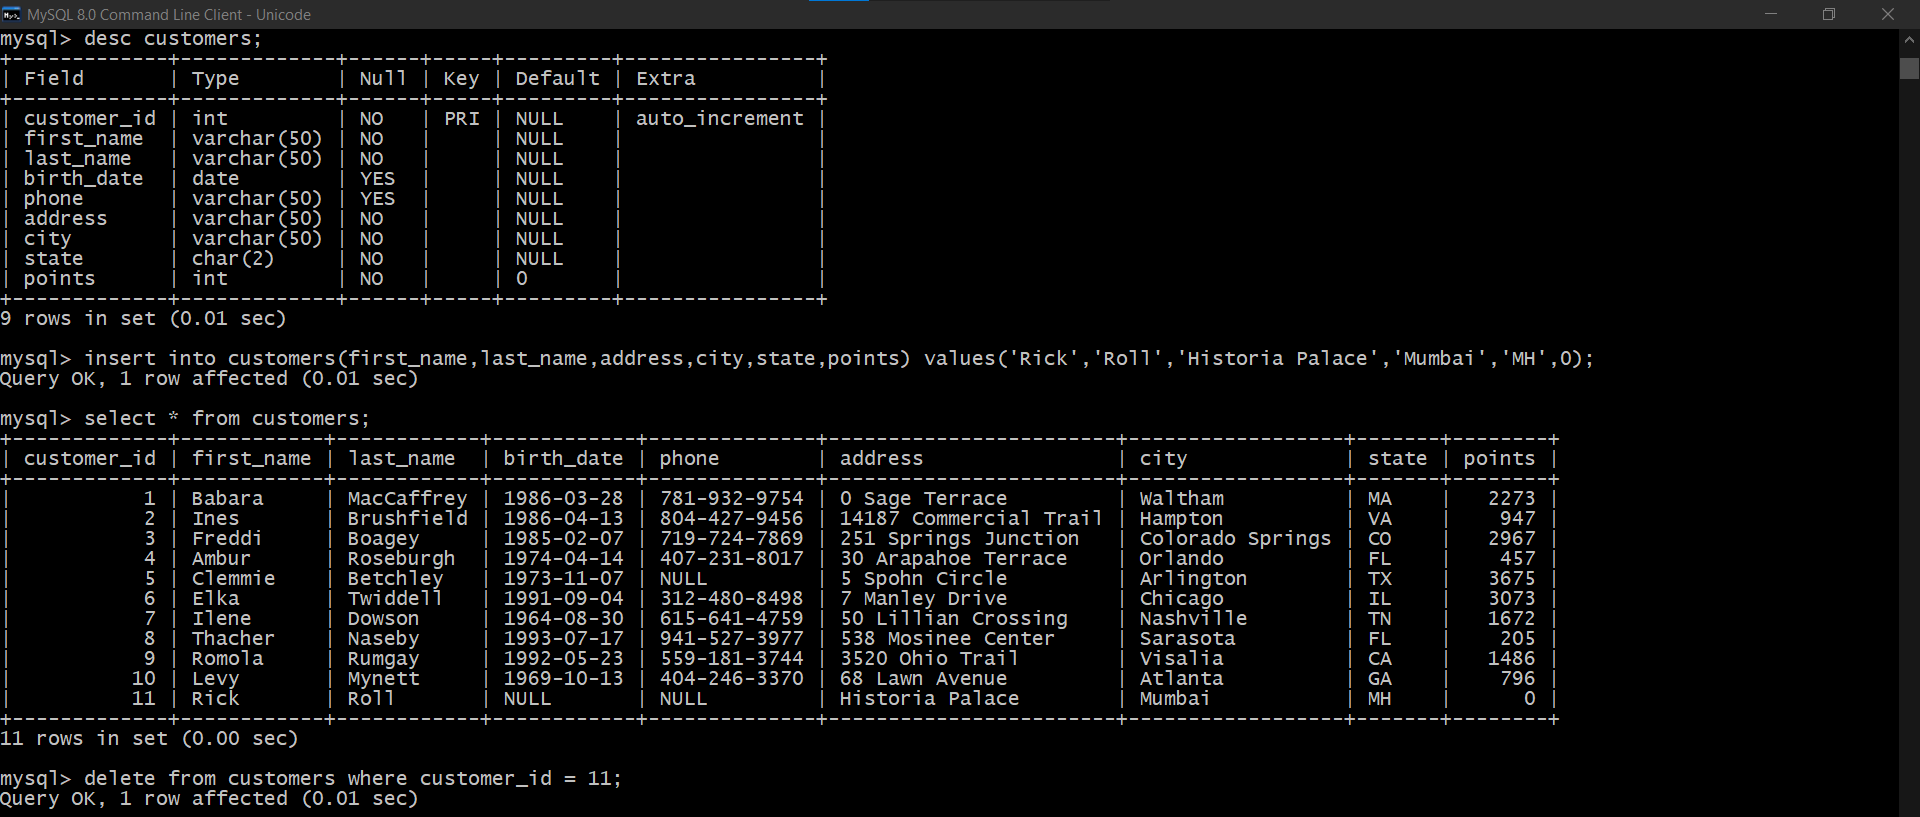 MySQL 8.0 Command Line Client - Unicode
mysql> desc customers;
+-------------+-------------+------+-----+---------+----------------+
| Field       | Type        | Null | Key | Default | Extra          |
+-------------+-------------+------+-----+---------+----------------+
| customer_id | int         | NO   | PRI | NULL    | auto_increment |
| first_name  | varchar(50) | NO   |     | NULL    |                |
| last_name   | varchar(50) | NO   |     | NULL    |                |
| birth_date  | date        | YES  |     | NULL    |                |
| phone       | varchar(50) | YES  |     | NULL    |                |
| address     | varchar(50) | NO   |     | NULL    |                |
| city        | varchar(50) | NO   |     | NULL    |                |
| state       | char(2)     | NO   |     | NULL    |                |
| points      | int         | NO   |     | 0       |                |
+-------------+-------------+------+-----+---------+----------------+
9 rows in set (0.01 sec)
mysql> insert into customers(first_name,last_name,address,city,state,points) values('Rick','Roll','Historia Palace','Mumbai','MH',0);
Query OK, 1 row affected (0.01 sec)
mysql> select * from customers;
+-------------+------------+------------+------------+--------------+------------------------+------------------+-------+--------+
| customer_id | first_name | last_name  | birth_date | phone        | address                | city             | state | points |
+-------------+------------+------------+------------+--------------+------------------------+------------------+-------+--------+
|           1 | Babara     | MacCaffrey | 1986-03-28 | 781-932-9754 | 0 Sage Terrace         | Waltham          | MA    |   2273 |
|           2 | Ines       | Brushfield | 1986-04-13 | 804-427-9456 | 14187 Commercial Trail | Hampton          | VA    |    947 |
|           3 | Freddi     | Boagey     | 1985-02-07 | 719-724-7869 | 251 Springs Junction   | Colorado Springs | CO    |   2967 |
|           4 | Ambur      | Roseburgh  | 1974-04-14 | 407-231-8017 | 30 Arapahoe Terrace    | Orlando          | FL    |    457 |
|           5 | Clemmie    | Betchley   | 1973-11-07 | NULL         | 5 Spohn Circle         | Arlington        | TX    |   3675 |
|           6 | Elka       | Twiddell   | 1991-09-04 | 312-480-8498 | 7 Manley Drive         | Chicago          | IL    |   3073 |
|           7 | Ilene      | Dowson     | 1964-08-30 | 615-641-4759 | 50 Lillian Crossing    | Nashville        | TN    |   1672 |
|           8 | Thacher    | Naseby     | 1993-07-17 | 941-527-3977 | 538 Mosinee Center     | Sarasota         | FL    |    205 |
|           9 | Romola     | Rumgay     | 1992-05-23 | 559-181-3744 | 3520 Ohio Trail        | Visalia          | CA    |   1486 |
|          10 | Levy       | Mynett     | 1969-10-13 | 404-246-3370 | 68 Lawn Avenue         | Atlanta          | GA    |    796 |
|          11 | Rick       | Roll       | NULL       | NULL         | Historia Palace        | Mumbai           | MH    |      0 |
+-------------+------------+------------+------------+--------------+------------------------+------------------+-------+--------+
11 rows in set (0.00 sec)
mysql> delete from customers where customer_id = 11;
Query OK, 1 row affected (0.01 sec)